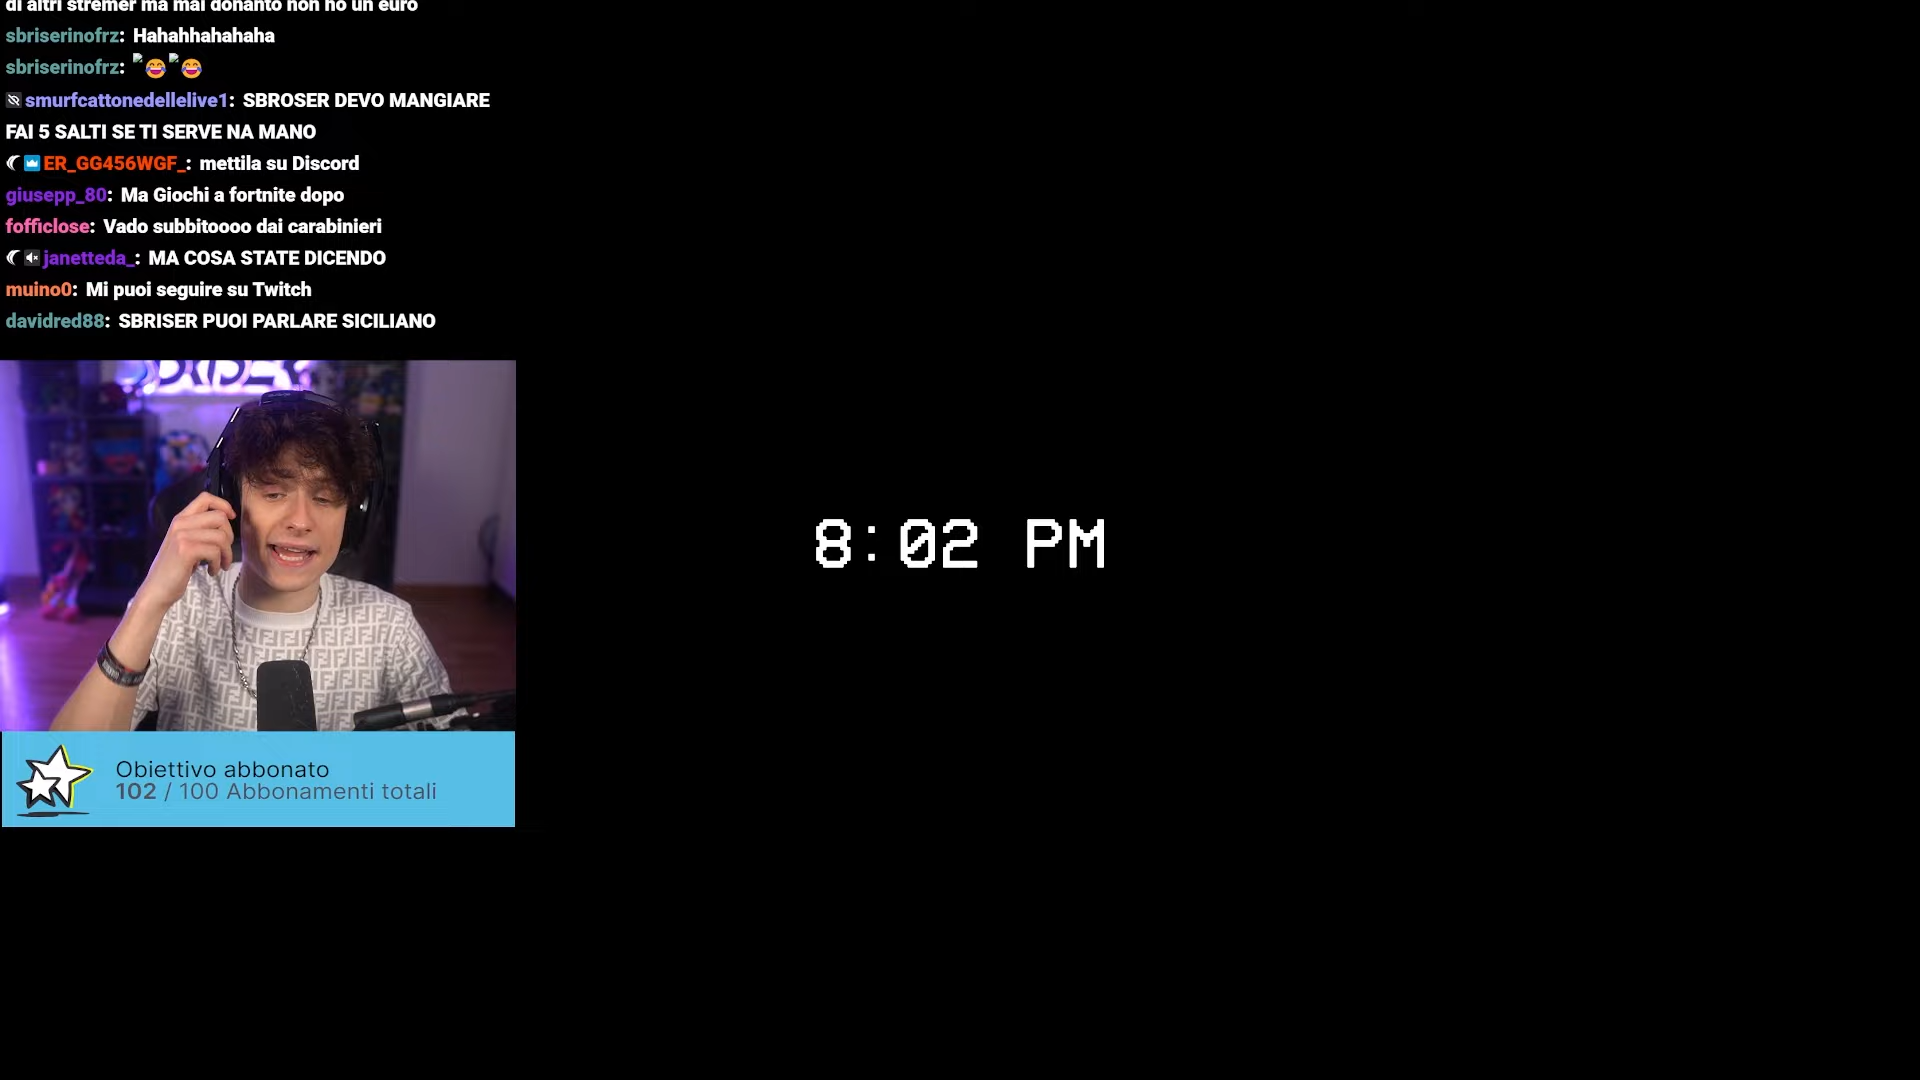 di altri stremer ma mai donanto non ho un euro
sbriserinofrz: Hahahhahahaha
sbriserinofrz: 😂😂
smurfcattonedellelive1: SBROSER DEVO MANGIARE
FAI 5 SALTI SE TI SERVE NA MANO
ER_GG456WGF_: mettila su Discord
giusepp_80: Ma Giochi a fortnite dopo
fofficlose: Vado subbitoooo dai carabinieri
janetteda_: MA COSA STATE DICENDO
muino0: Mi puoi seguire su Twitch
davidred88: SBRISER PUOI PARLARE SICILIANO
8:02 PM
Obiettivo abbonato
102 / 100 Abbonamenti totali